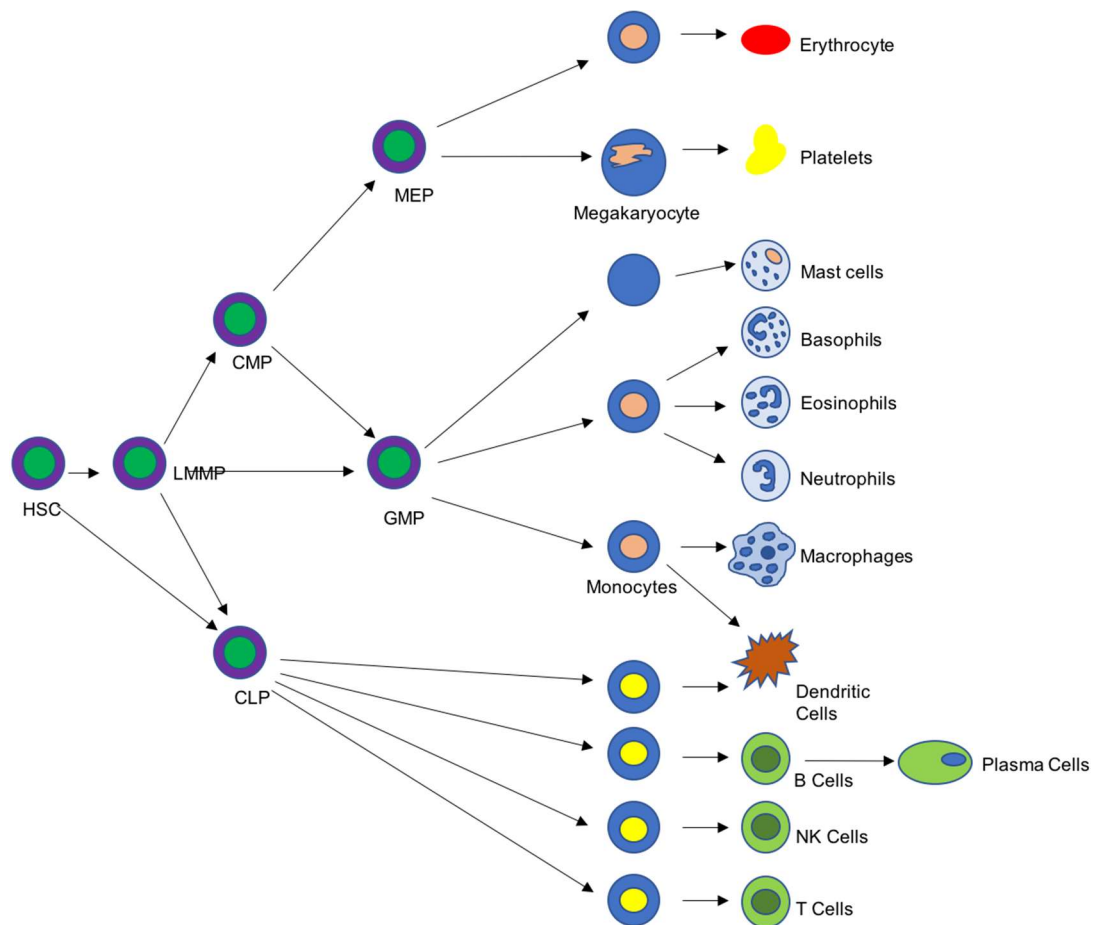 Erythrocyte
Platelets
MEP
Megakaryocyte
Mast cells
Basophils
CMP
Eosinophils
HSC
LMMP
GMP
Neutrophils
Monocytes
Macrophages
CLP
Dendritic
Cells
B Cells
Plasma Cells
NK Cells
T Cells